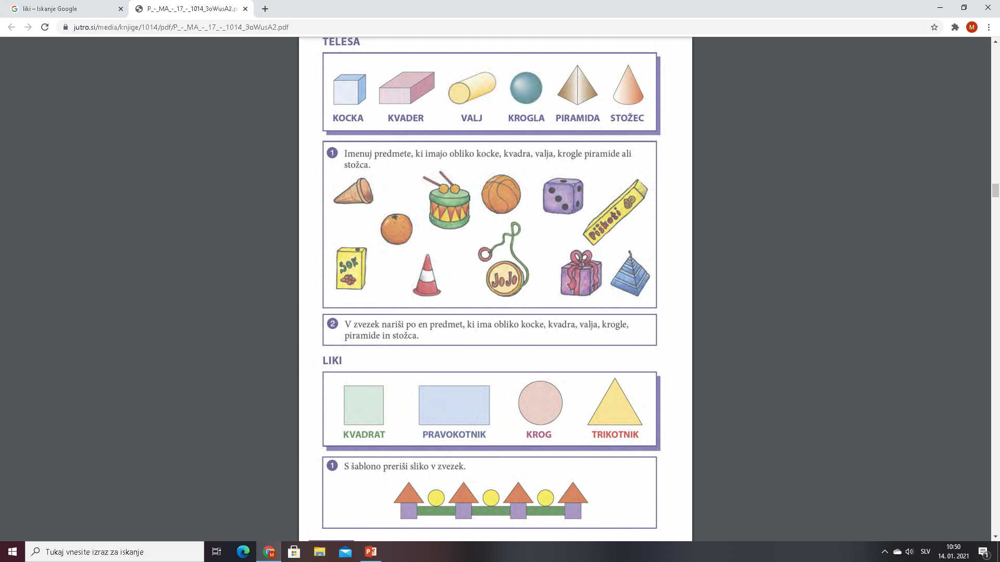 liki – Iskanje Google
P_-_MA_-_17_-_1014_3oWusA2.p
jutro.si/media/knjige/1014/pdf/P_-_MA_-_17_-_1014_3oWusA2.pdf
M
TELESA
KOCKA KVADER VALJ KROGLA PIRAMIDA STOŽEC
1 Imenuj predmete, ki imajo obliko kocke, kvadra, valja, krogle piramide ali
stožca.
Piškoti
SOK
JoJo
2 V zvezek nariši po en predmet, ki ima obliko kocke, kvadra, valja, krogle,
piramide in stožca.
LIKI
KVADRAT PRAVOKOTNIK KROG TRIKOTNIK
1 S šablono preriši sliko v zvezek.
Tukaj vnesite izraz za iskanje
SLV
10:50
14. 01. 2021
1